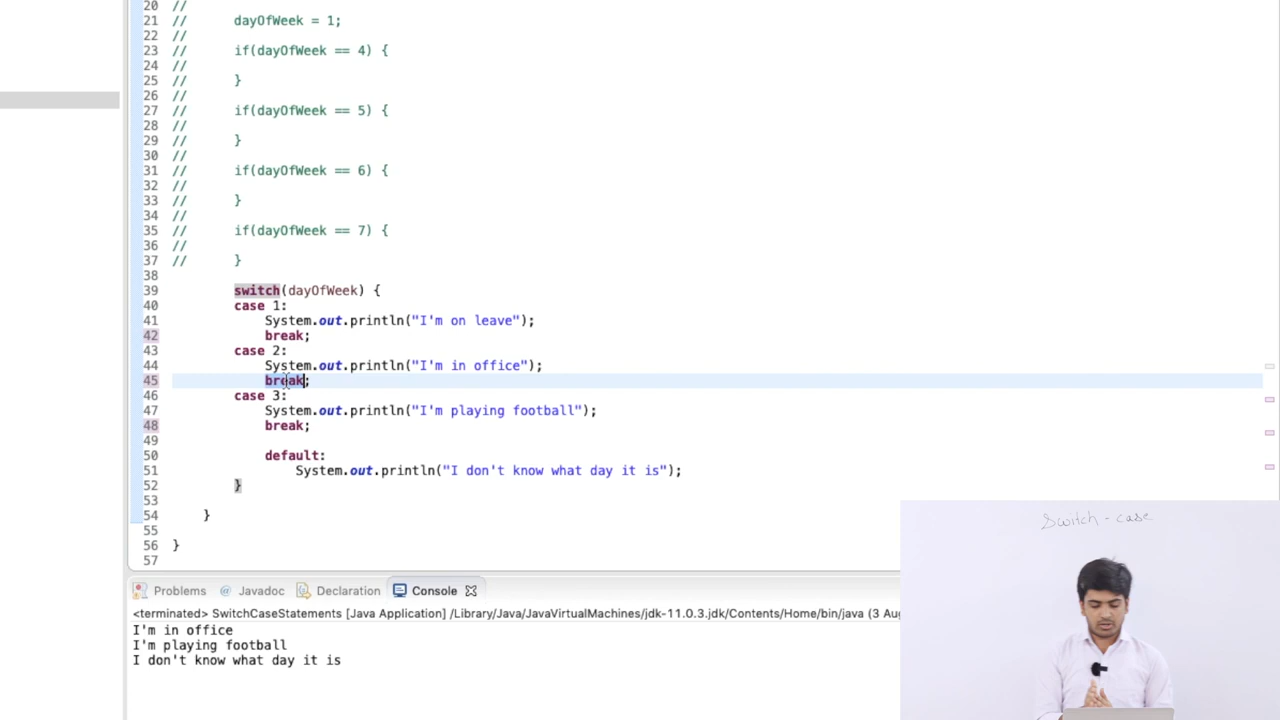 20 //
21 // dayOfWeek = 1;
22 //
23 // if(dayOfWeek == 4) {
24 //
25 // }
26 //
27 // if(dayOfWeek == 5) {
28 //
29 // }
30 //
31 // if(dayOfWeek == 6) {
32 //
33 // }
34 //
35 // if(dayOfWeek == 7) {
36 //
37 // }
38
39 switch(dayOfWeek) {
40 case 1:
41 System.out.println("I'm on leave");
42 break;
43 case 2:
44 System.out.println("I'm in office");
45 break;
46 case 3:
47 System.out.println("I'm playing football");
48 break;
49
50 default:
51 System.out.println("I don't know what day it is");
52 }
53
54 }
55
56 }
57
Switch - case
Problems @ Javadoc Declaration Console
<terminated> SwitchCaseStatements [Java Application] /Library/Java/JavaVirtualMachines/jdk-11.0.3.jdk/Contents/Home/bin/java (3 Aug
I'm in office
I'm playing football
I don't know what day it is